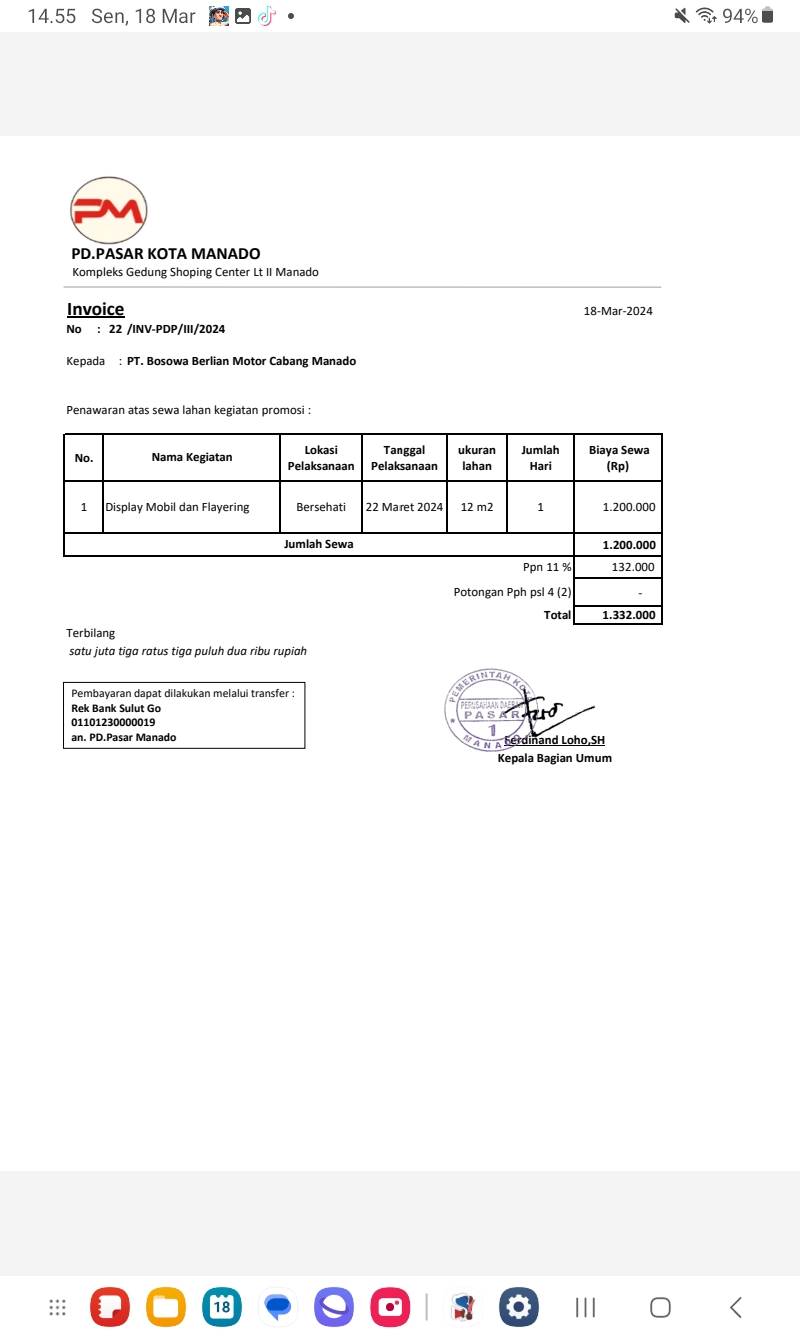 14.55 Sen, 18 Mar
94%
PM
PD.PASAR KOTA MANADO
Kompleks Gedung Shoping Center Lt II Manado
Invoice
18-Mar-2024
No : 22 /INV-PDP/III/2024
Kepada : PT. Bosowa Berlian Motor Cabang Manado
Penawaran atas sewa lahan kegiatan promosi :
No. Nama Kegiatan Lokasi Pelaksanaan Tanggal Pelaksanaan ukuran lahan Jumlah Hari Biaya Sewa (Rp)
1 Display Mobil dan Flayering Bersehati 22 Maret 2024 12 m2 1 1.200.000
Jumlah Sewa 1.200.000
Ppn 11 % 132.000
Potongan Pph psl 4 (2) -
Total 1.332.000
Terbilang
satu juta tiga ratus tiga puluh dua ribu rupiah
Pembayaran dapat dilakukan melalui transfer :
Rek Bank Sulut Go
01101230000019
an. PD.Pasar Manado
PEMERINTAH KOTA
PERUSAHAAN DAERAH
PASAR
1
MANADO
Ferdinand Loho,SH
Kepala Bagian Umum
18